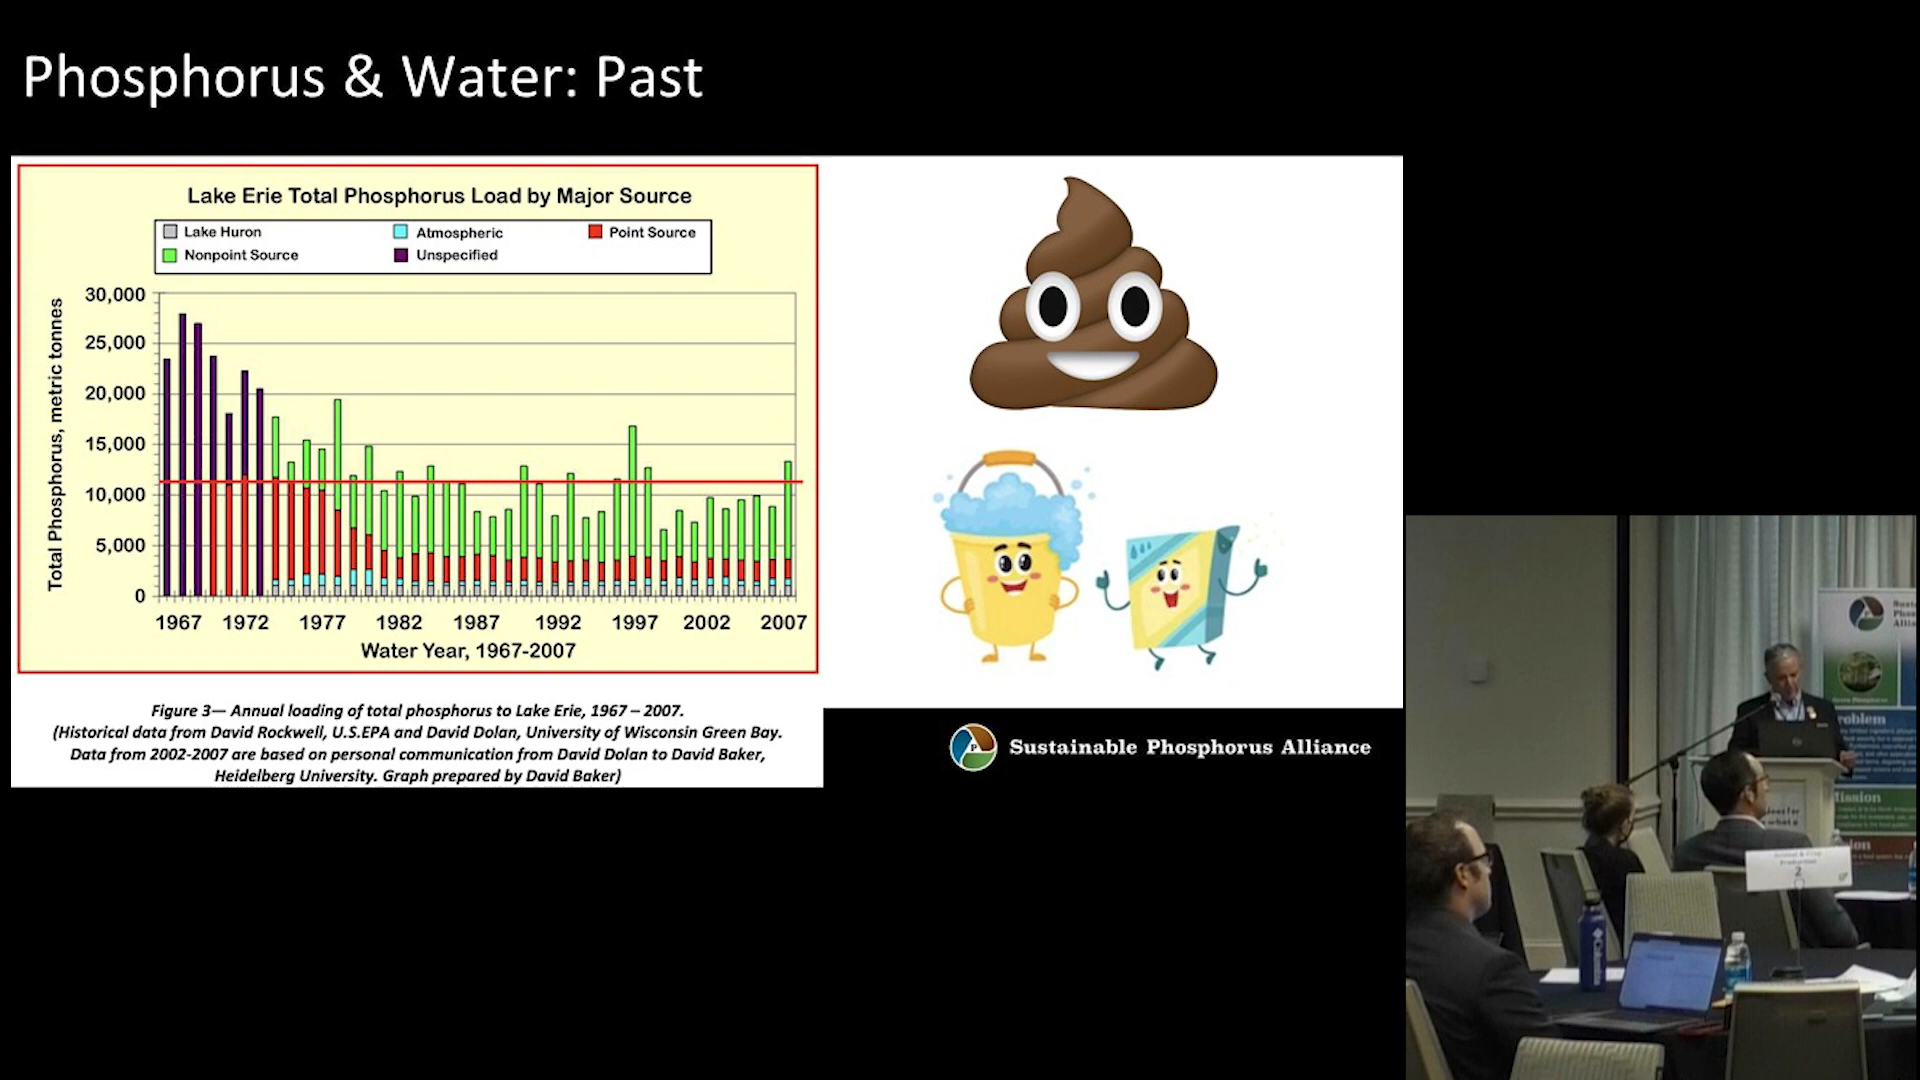 Phosphorus & Water: Past
Lake Erie Total Phosphorus Load by Major Source
Lake Huron
Atmospheric
Point Source
Nonpoint Source
Unspecified
Total Phosphorus, metric tonnes
30,000
25,000
20,000
15,000
10,000
5,000
0
1967 1972 1977 1982 1987 1992 1997 2002 2007
Water Year, 1967-2007
Figure 3— Annual loading of total phosphorus to Lake Erie, 1967 – 2007.
(Historical data from David Rockwell, U.S.EPA and David Dolan, University of Wisconsin Green Bay.
Data from 2002-2007 are based on personal communication from David Dolan to David Baker,
Heidelberg University. Graph prepared by David Baker)
P
Sustainable Phosphorus Alliance
Production
2